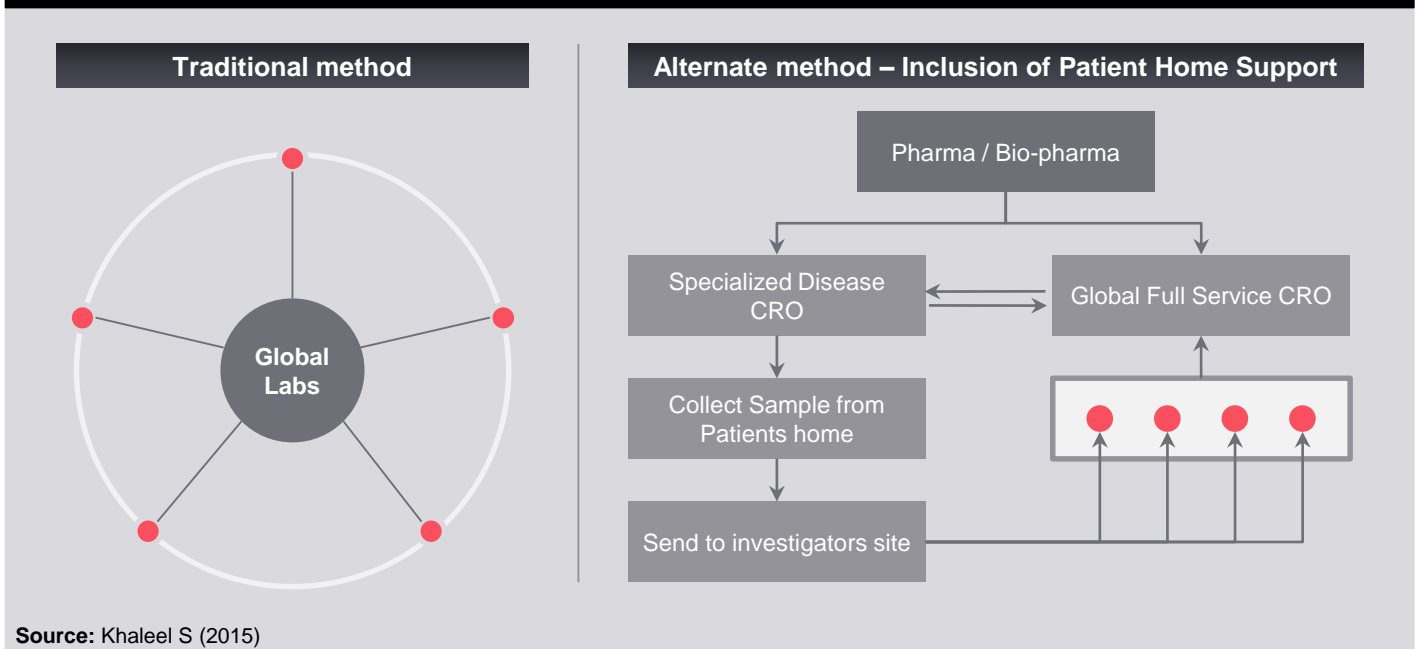 Traditional method
Global
Labs
Alternate method – Inclusion of Patient Home Support
Pharma / Bio-pharma
Specialized Disease
CRO
Global Full Service CRO
Collect Sample from
Patients home
Send to investigators site
Source: Khaleel S (2015)